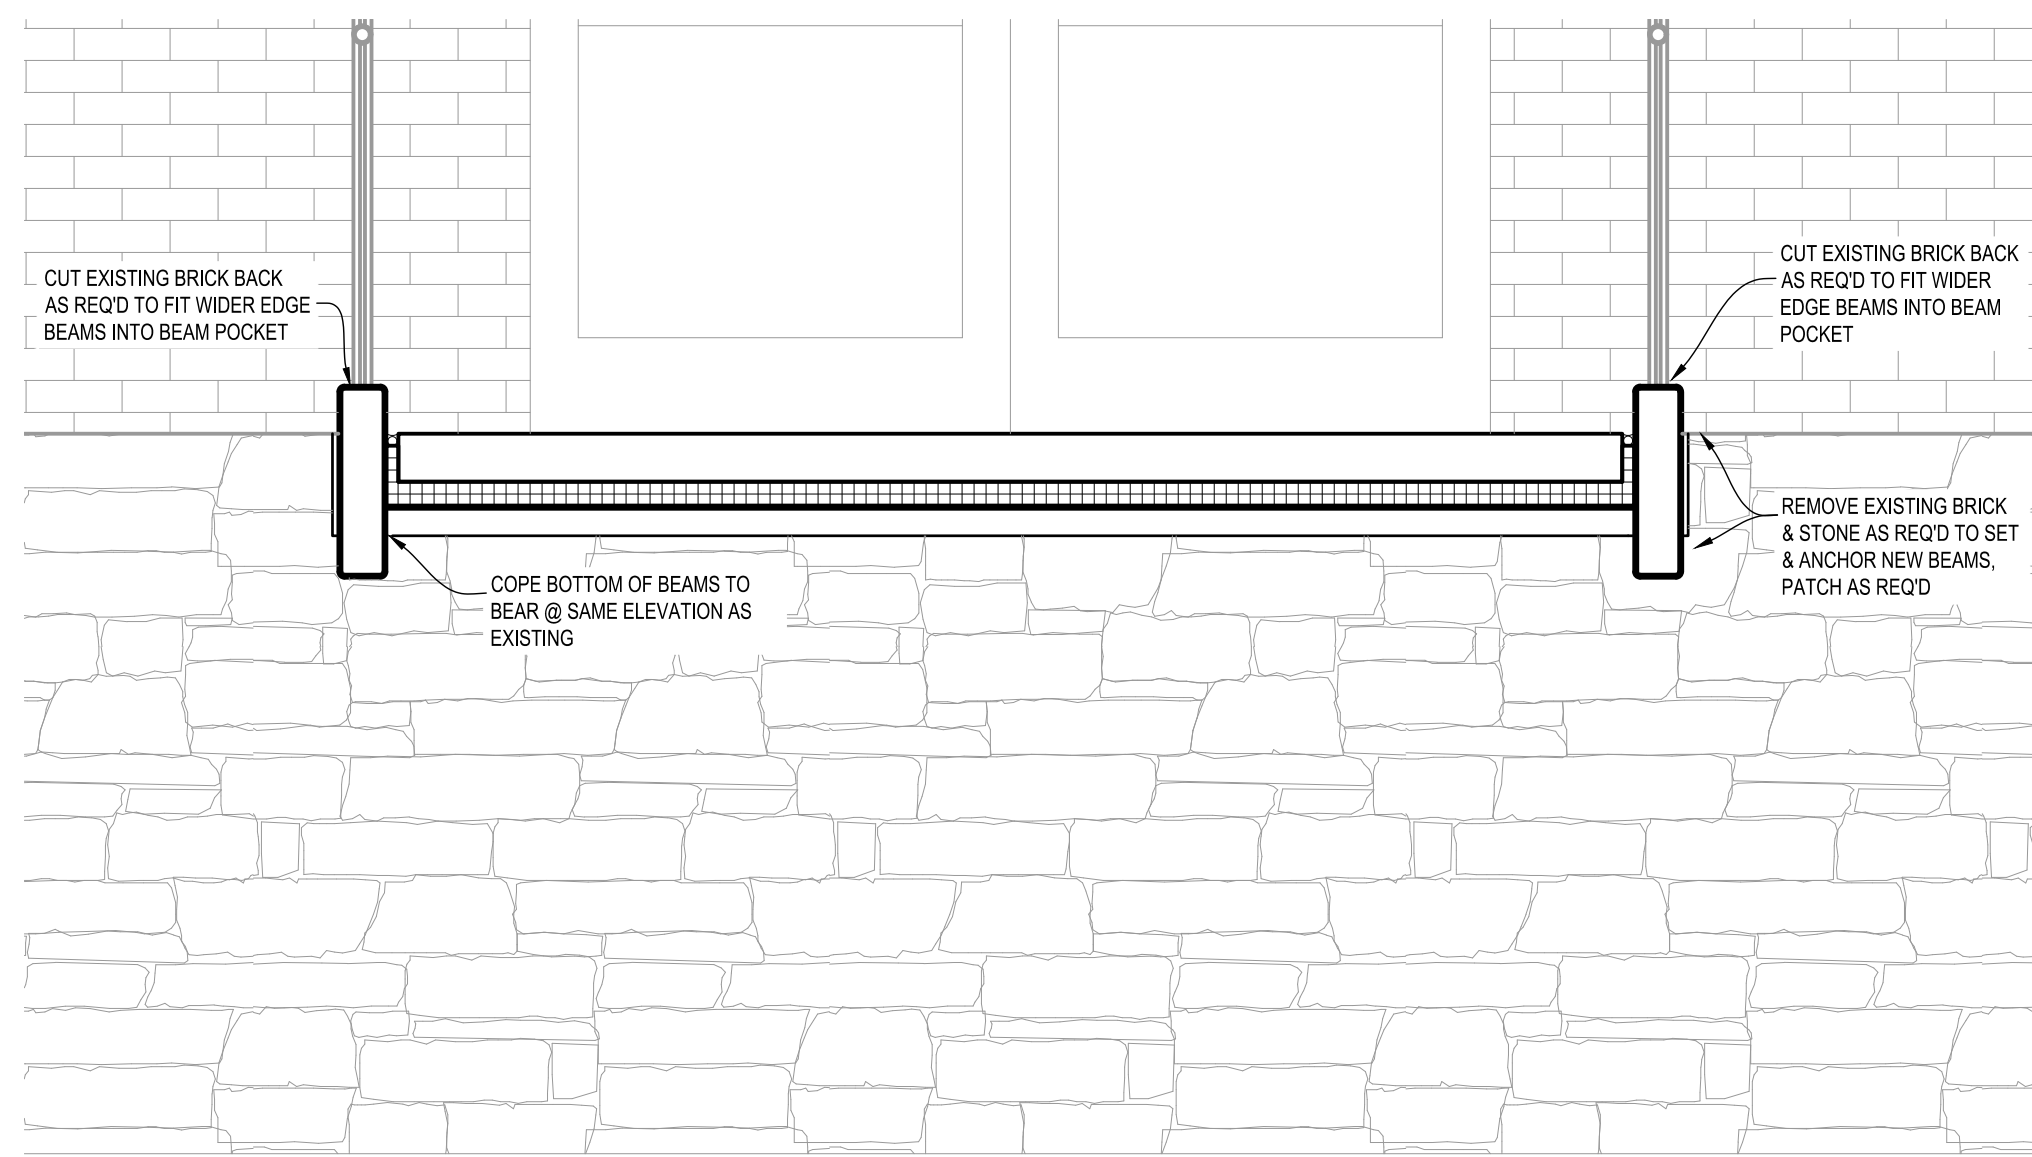 CUT EXISTING BRICK BACK
AS REQ'D TO FIT WIDER EDGE
BEAMS INTO BEAM POCKET
CUT EXISTING BRICK BACK
AS REQ'D TO FIT WIDER
EDGE BEAMS INTO BEAM
POCKET
COPE BOTTOM OF BEAMS TO
BEAR @ SAME ELEVATION AS
EXISTING
REMOVE EXISTING BRICK
& STONE AS REQ'D TO SET
& ANCHOR NEW BEAMS,
PATCH AS REQ'D